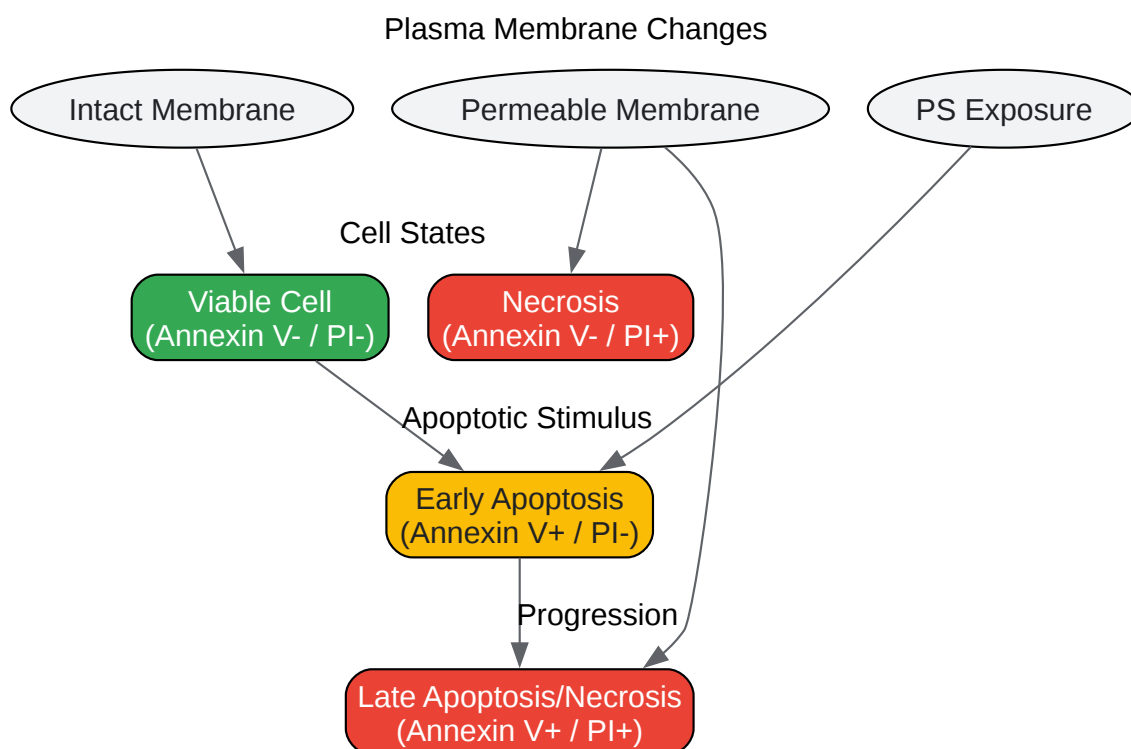 Plasma Membrane Changes
Intact Membrane
Permeable Membrane
PS Exposure
Cell States
Viable Cell
(Annexin V- / PI-)
Necrosis
(Annexin V- / PI+)
Apoptotic Stimulus
Early Apoptosis
(Annexin V+ / PI-)
Progression
Late Apoptosis/Necrosis
(Annexin V+ / PI+)